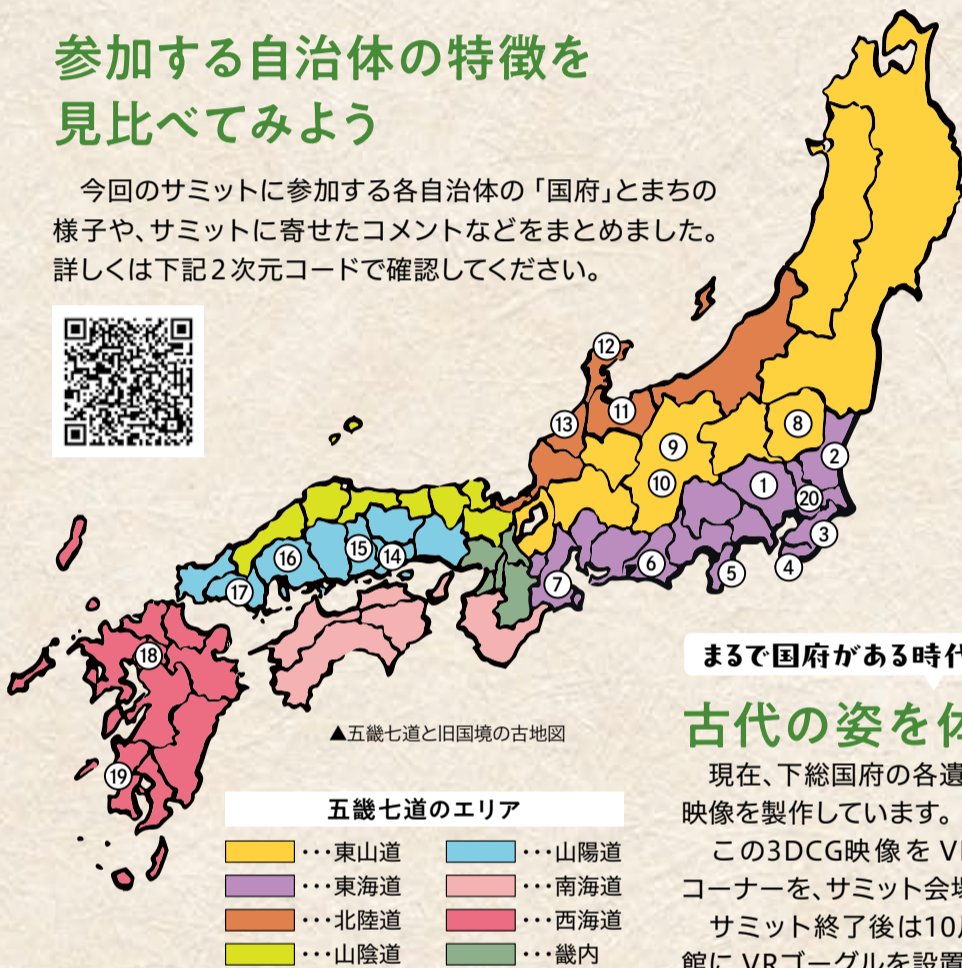 参加する自治体の特徴を
見比べてみよう
今回のサミットに参加する各自治体の「国府」とまちの
様子や、サミットに寄せたコメントなどをまとめました。
詳しくは下記2次元コードで確認してください。
⑫
⑬
⑪
⑧
⑨
②
⑩
①
⑳
③
④
⑤
⑥
⑦
⑯
⑮
⑭
⑰
⑱
⑲
▲五畿七道と旧国境の古地図
五畿七道のエリア
…東山道
…山陽道
…東海道
…南海道
…北陸道
…西海道
…山陰道
…畿内
まるで国府がある時代
古代の姿を体
現在、下総国府の各遺
映像を製作しています。
この3DCG映像を VR
コーナーを、サミット会場
サミット終了後は10月
館に VRゴーグルを設置